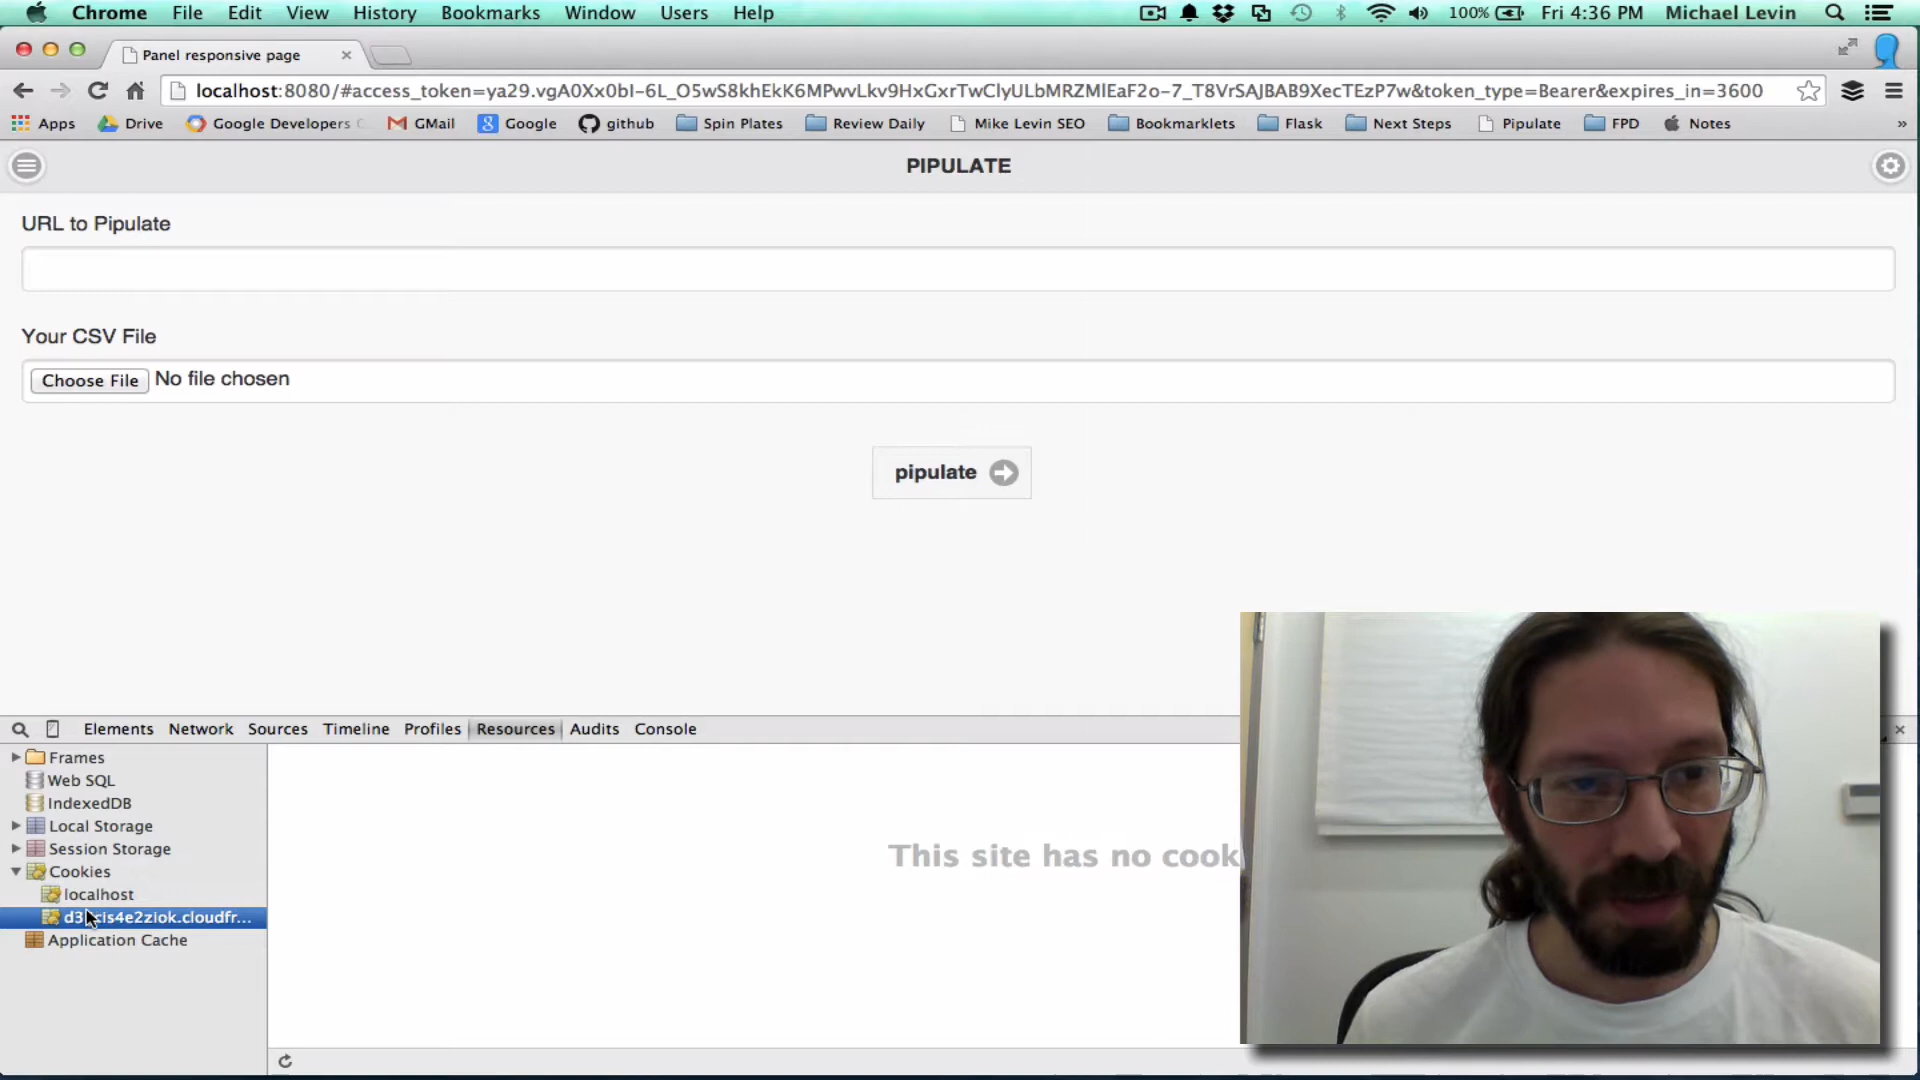 Chrome File Edit View History Bookmarks Window Users Help 100% Fri 4:36 PM Michael Levin
Panel responsive page
localhost:8080/#access_token=ya29.vgA0Xx0bI-6L_O5wS8khEkK6MPwvLkv9HxGxrTwClyULbMRZMlEaF2o-7_T8VrSAJBAB9XecTEzP7w&token_type=Bearer&expires_in=3600
Apps Drive Google Developers GMail Google github Spin Plates Review Daily Mike Levin SEO Bookmarklets Flask Next Steps Pipulate FPD Notes »
PIPULATE
URL to Pipulate
Your CSV File
Choose File No file chosen
pipulate
Elements Network Sources Timeline Profiles Resources Audits Console
Frames
Web SQL
IndexedDB
Local Storage
Session Storage
Cookies
This site has no cook
localhost
cis4e2ziok.cloudfr...
Application Cache